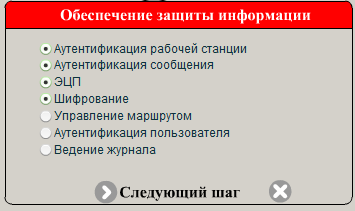 Обеспечение защиты информации
Аутентификация рабочей станции
Аутентификация сообщения
ЭЦП
Шифрование
Управление маршрутом
Аутентификация пользователя
Ведение журнала
Следующий шаг